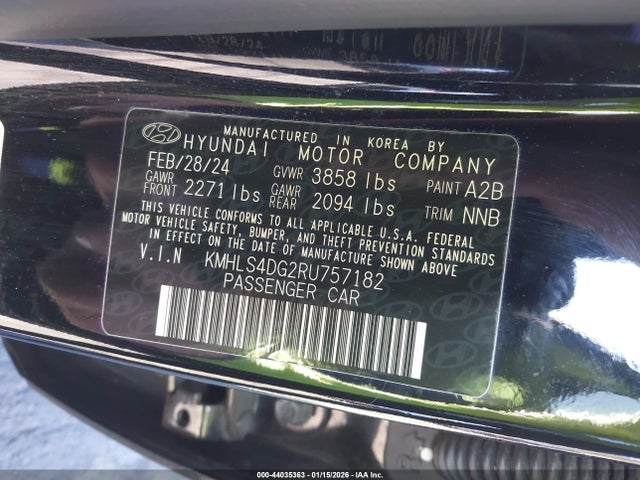 MANUFACTURED IN KOREA BY
HYUNDAI MOTOR COMPANY
FEB/28/24 GVWR 3858 lbs PAINT A2B
GAWR FRONT 2271 lbs GAWR REAR 2094 lbs TRIM NNB
THIS VEHICLE CONFORMS TO ALL APPLICABLE U.S.A. FEDERAL
MOTOR VEHICLE SAFETY, BUMPER, AND THEFT PREVENTION STANDARDS
IN EFFECT ON THE DATE OF MANUFACTURE SHOWN ABOVE
V.I.N KMHLS4DG2RU757182
PASSENGER CAR
000-44035363 - 01/15/2026 - IAA Inc.